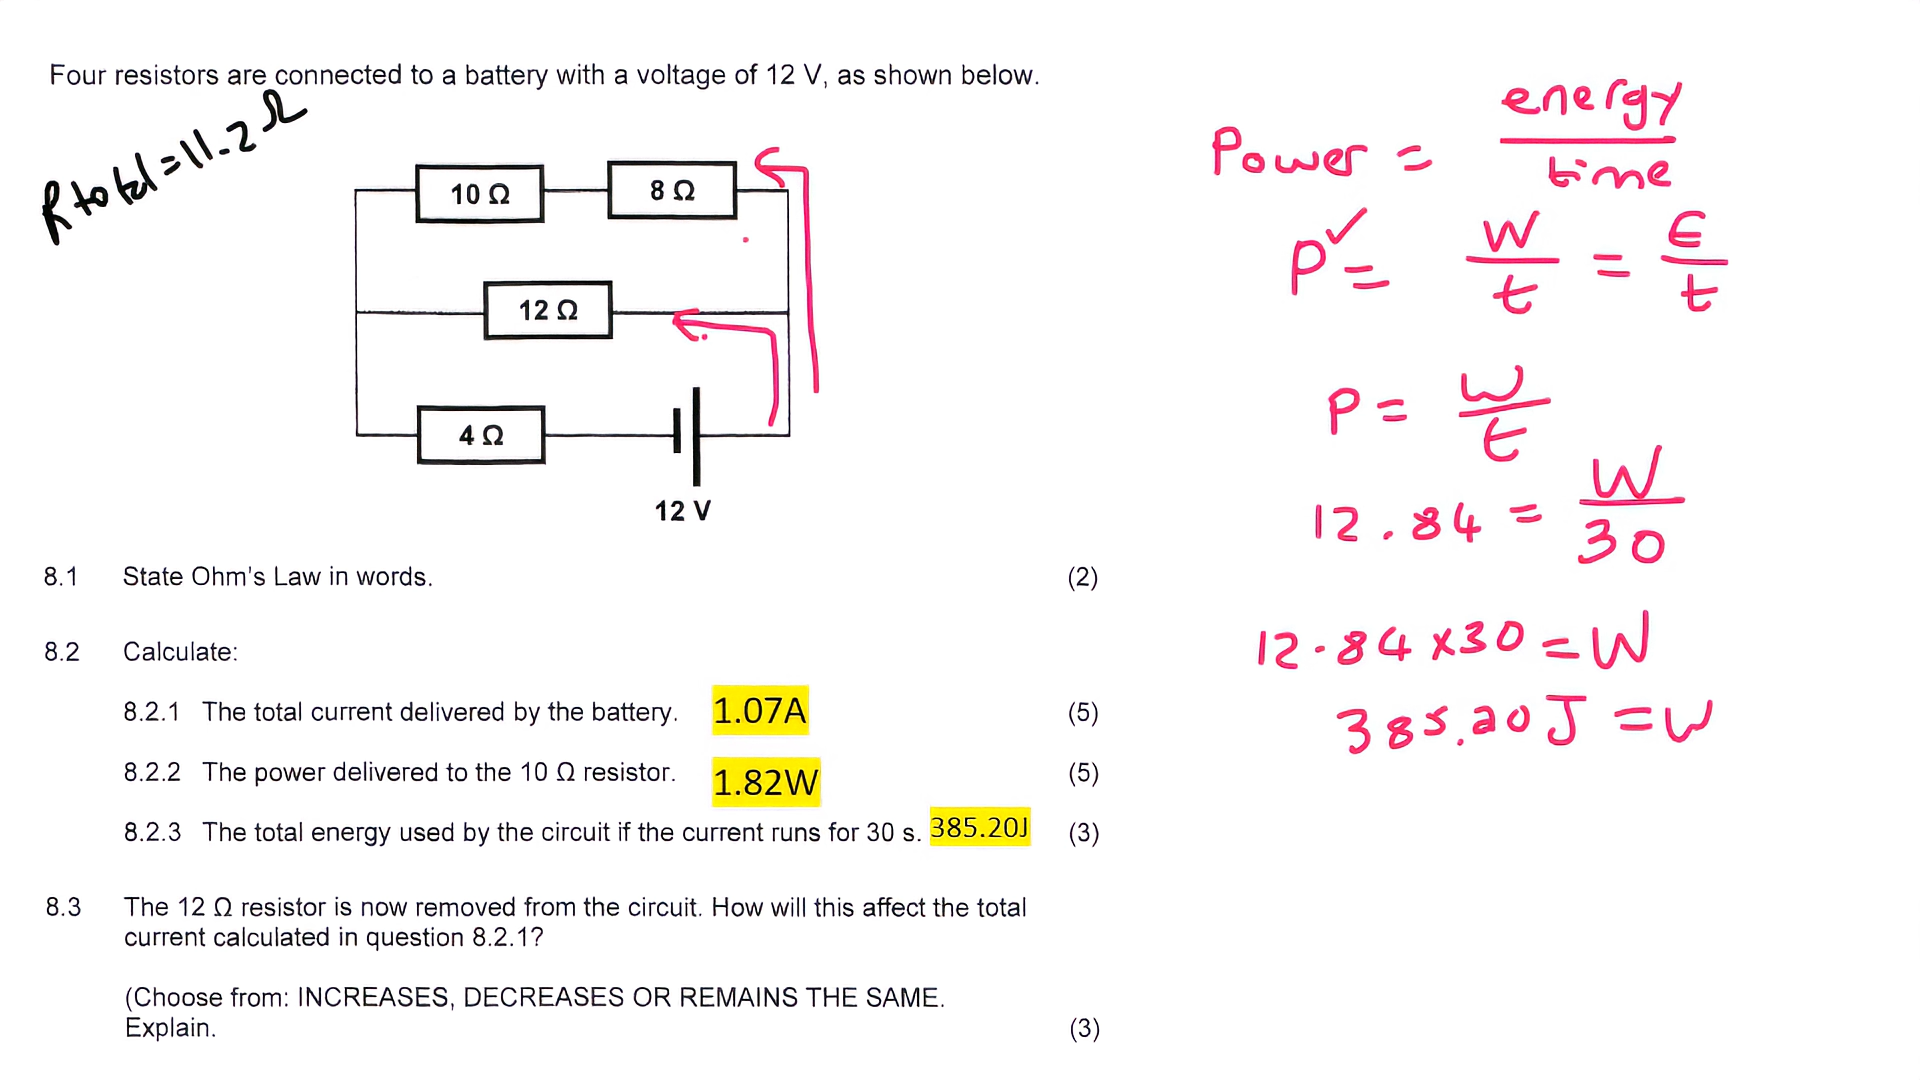 Four resistors are connected to a battery with a voltage of 12 V, as shown below.
R total = 11.2 Ω
10 Ω
8 Ω
12 Ω
4 Ω
12 V
8.1 State Ohm's Law in words. (2)
8.2 Calculate:
8.2.1 The total current delivered by the battery. 1.07A (5)
8.2.2 The power delivered to the 10 Ω resistor. 1.82W (5)
8.2.3 The total energy used by the circuit if the current runs for 30 s. 385.20J (3)
8.3 The 12 Ω resistor is now removed from the circuit. How will this affect the total
current calculated in question 8.2.1?
(Choose from: INCREASES, DECREASES OR REMAINS THE SAME.
Explain. (3)
Power = energy / time
P✓ = W / t = E / t
P = W / t
12.84 = W / 30
12.84 x 30 = W
385.20 J = W